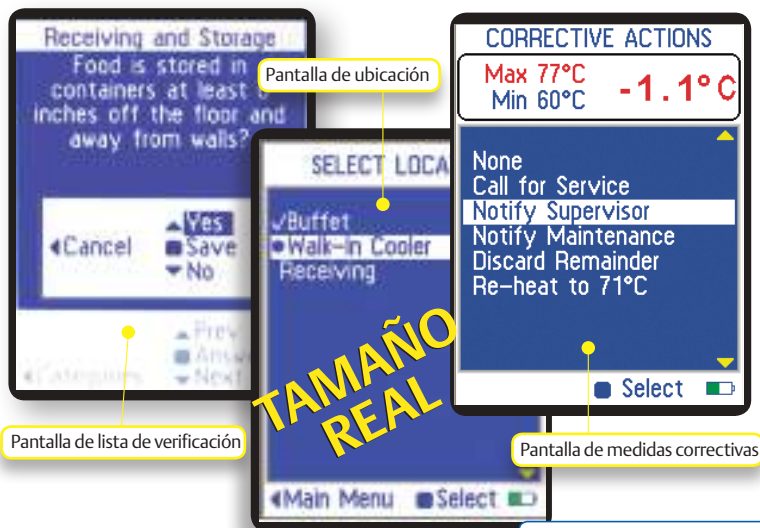 Receiving and Storage
Food is
stored in
containers at least
inches off the floor and
away from walls?
▲Yes
◀Cancel ■Save
▼No
▲Prev
■Answ
◀Categories ▼Next
Pantalla de lista de verificación
Pantalla de ubicación
SELECT LOCA
✓Buffet
●Walk-In Cooler
Receiving
TAMAÑO
REAL
◀Main Menu ■Select
CORRECTIVE ACTIONS
Max 77°C
Min 60°C
-1.1°C
None
Call for Service
Notify Supervisor
Notify Maintenance
Discard Remainder
Re-heat to 71°C
■ Select
Pantalla de medidas correctivas